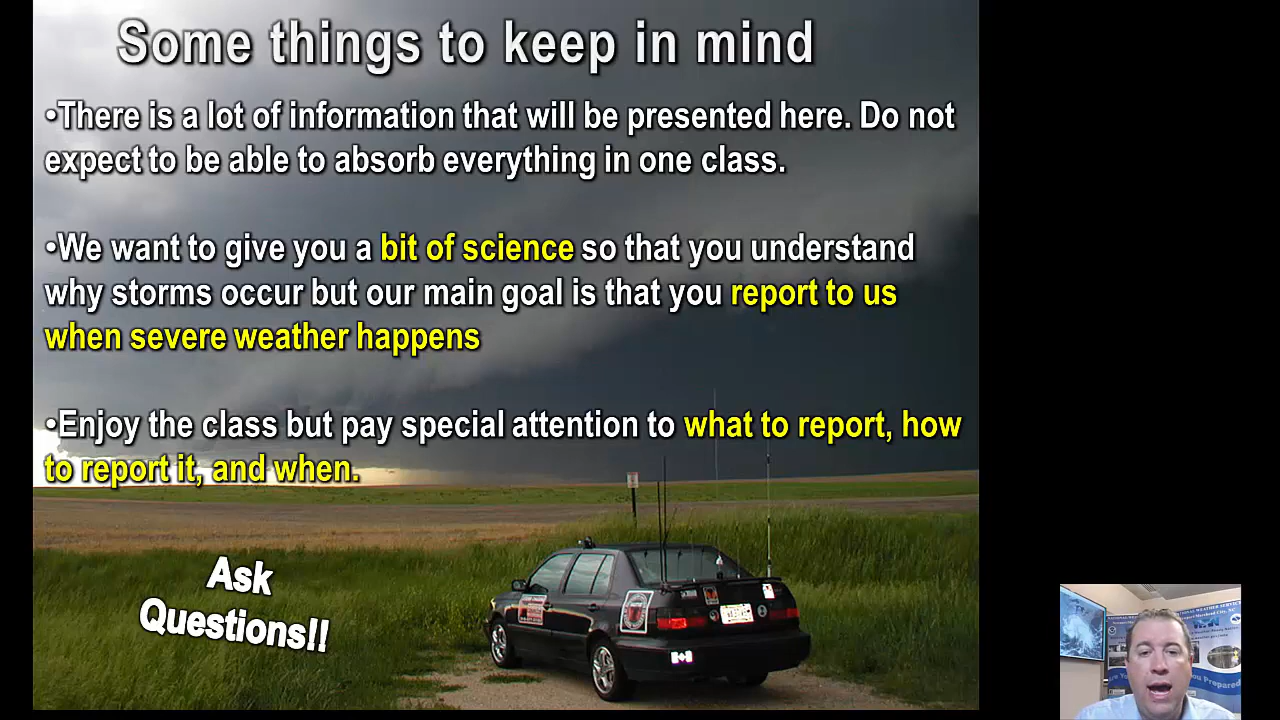 Some things to keep in mind
•There is a lot of information that will be presented here. Do not
expect to be able to absorb everything in one class.
•We want to give you a bit of science so that you understand
why storms occur but our main goal is that you report to us
when severe weather happens
•Enjoy the class but pay special attention to what to report, how
to report it, and when.
Ask
Questions!!
NATIONAL WEATHER SERVICE